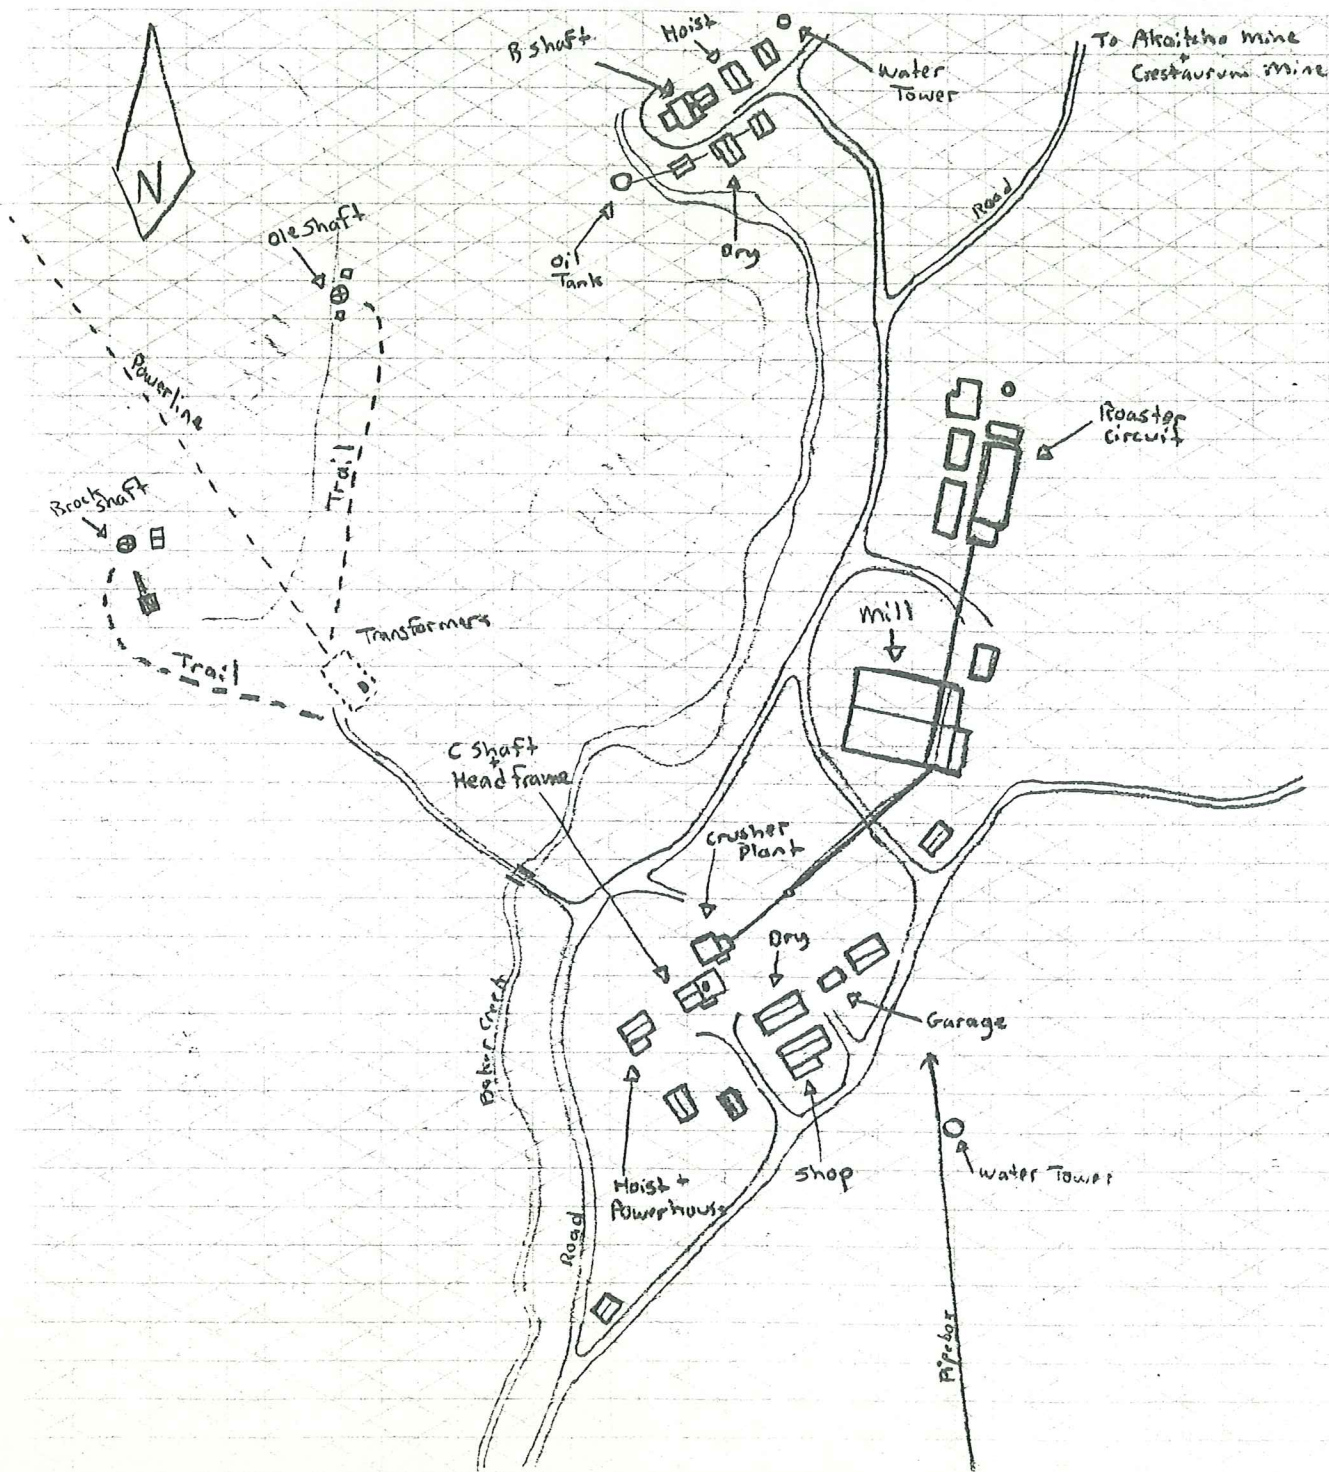 N
B shaft
Hoist
Water
Tower
To Akaitcho Mine
+
Crestaurum Mine
Road
Ole Shaft
Oil
Tank
Dry
Powerline
Trail
Roaster
Circuit
Brock
Shaft
Transformers
Trail
Mill
C Shaft
+
Headframe
Crusher
Plant
Dry
Baker Creek
Garage
Hoist +
Powerhouse
Shop
Water Tower
Road
Pipebox